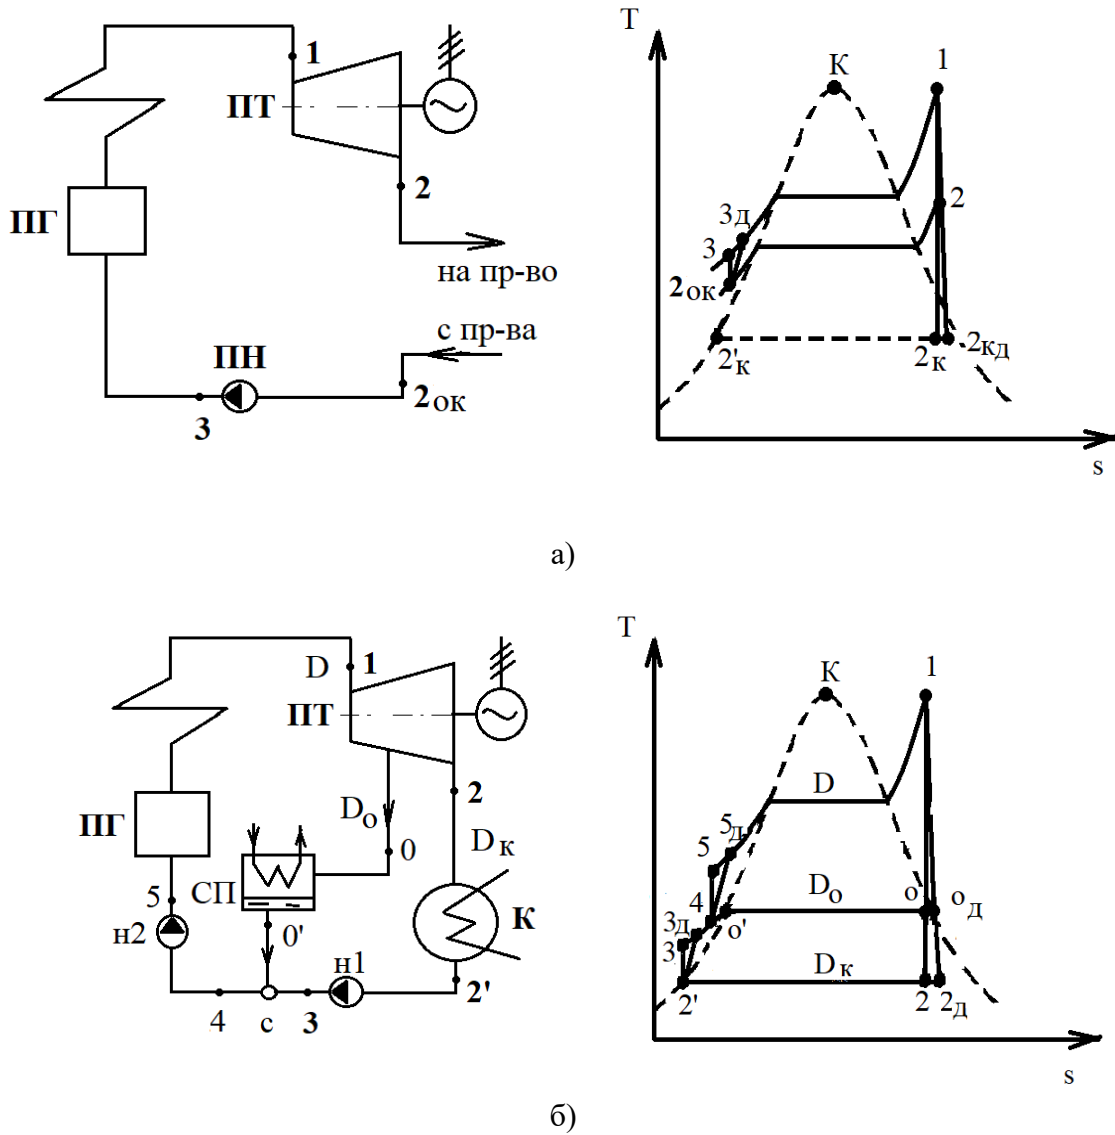 1
ПТ
ПГ
2
на пр-во
с пр-ва
ПН
2ок
3
T
К
1
2
3д
3
2ок
2'к
2к
2кд
s
а)
D
1
ПТ
2
Dо
0
Dк
ПГ
СП
К
5
н2
0'
н1
2'
4
с
3
T
К
1
D
5д
5
Dо
о
од
4
3д
о'
3
Dк
2'
2
2д
s
б)